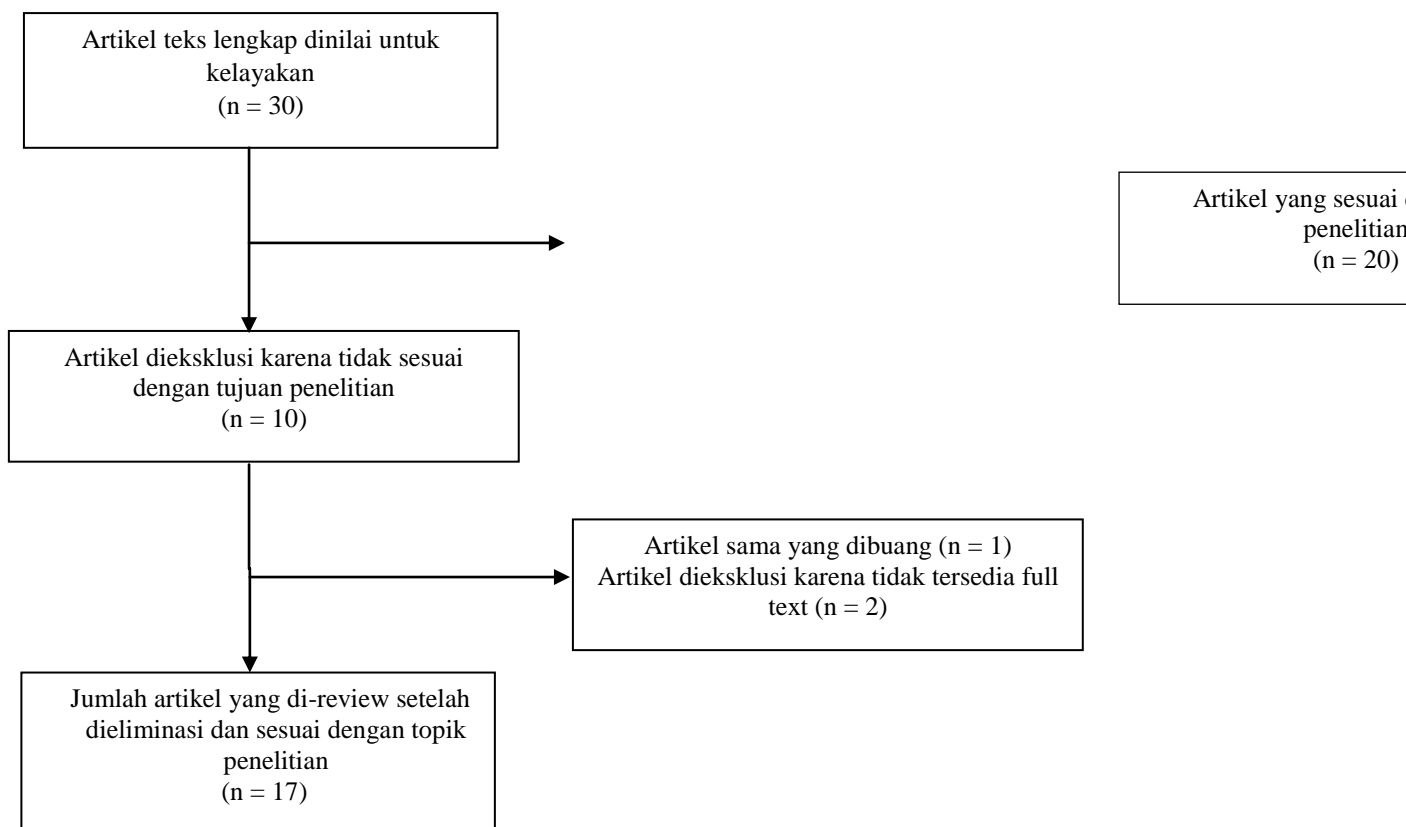 Artikel teks lengkap dinilai untuk
kelayakan
(n = 30)
Artikel yang sesuai
penelitian
(n = 20)
Artikel dieksklusi karena tidak sesuai
dengan tujuan penelitian
(n = 10)
Artikel sama yang dibuang (n = 1)
Artikel dieksklusi karena tidak tersedia full
text (n = 2)
Jumlah artikel yang di-review setelah
dieliminasi dan sesuai dengan topik
penelitian
(n = 17)